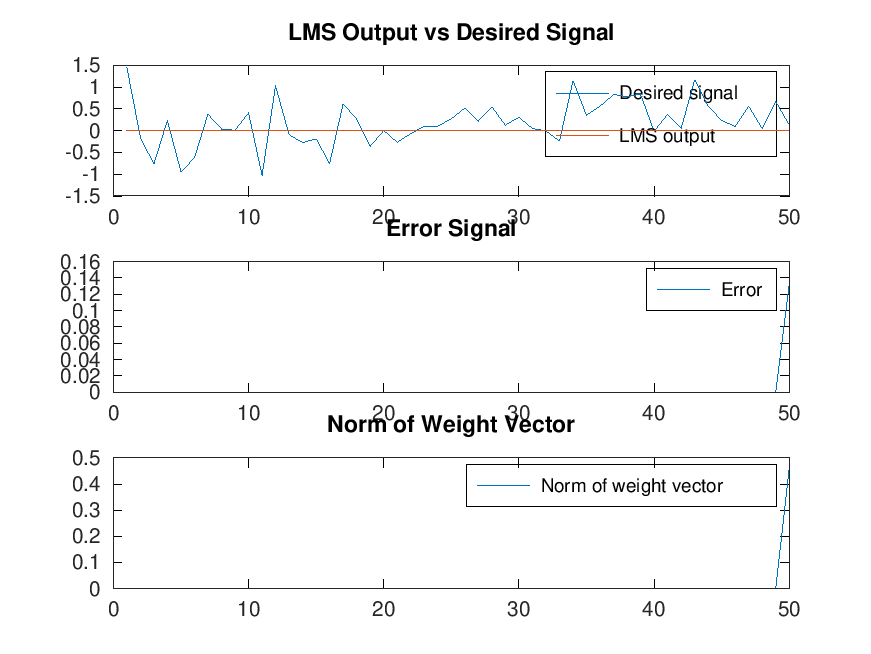 LMS Output vs Desired Signal
1.5
1
0.5
0
-0.5
-1
-1.5
0 10 20 30 40 50
Desired signal
LMS output
Error Signal
0.16
0.14
0.12
0.1
0.08
0.06
0.04
0.02
0
0 10 20 30 40 50
Error
Norm of Weight Vector
0.5
0.4
0.3
0.2
0.1
0
0 10 20 30 40 50
Norm of weight vector